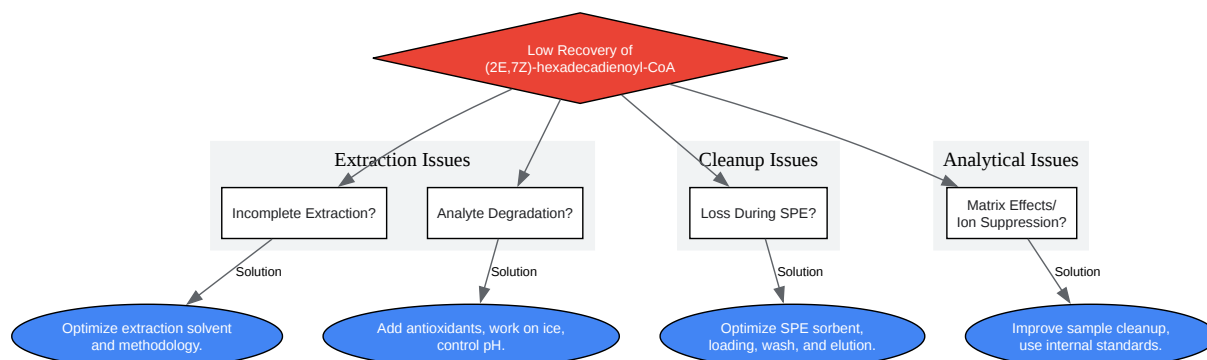 Low Recovery of
(2E,7Z)-hexadecadienoyl-CoA
Extraction Issues
Cleanup Issues
Analytical Issues
Incomplete Extraction?
Analyte Degradation?
Loss During SPE?
Matrix Effects/
Ion Suppression?
Solution
Solution
Solution
Solution
Optimize extraction solvent
and methodology.
Add antioxidants, work on ice,
control pH.
Optimize SPE sorbent,
loading, wash, and elution.
Improve sample cleanup,
use internal standards.